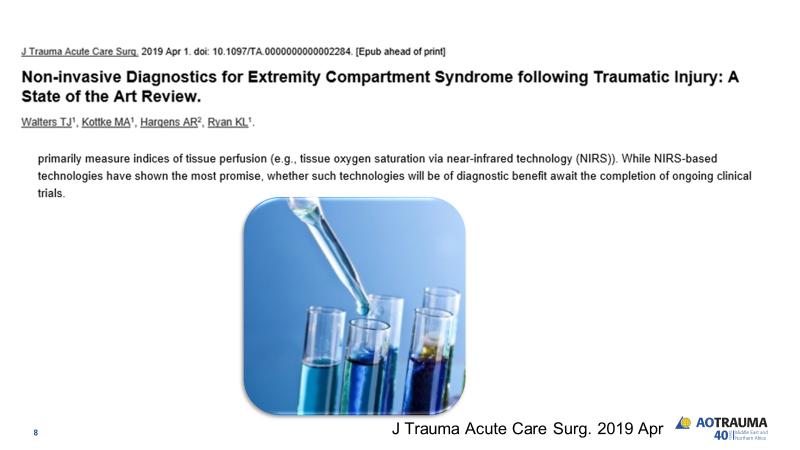 J Trauma Acute Care Surg. 2019 Apr 1. doi: 10.1097/TA.0000000000002284. [Epub ahead of print]
Non-invasive Diagnostics for Extremity Compartment Syndrome following Traumatic Injury: A
State of the Art Review.
Walters TJ¹, Kottke MA¹, Hargens AR², Ryan KL¹.
primarily measure indices of tissue perfusion (e.g., tissue oxygen saturation via near-infrared technology (NIRS)). While NIRS-based
technologies have shown the most promise, whether such technologies will be of diagnostic benefit await the completion of ongoing clinical
trials.
J Trauma Acute Care Surg. 2019 Apr
AOTRAUMA
40
Middle East and
Northern Africa
8